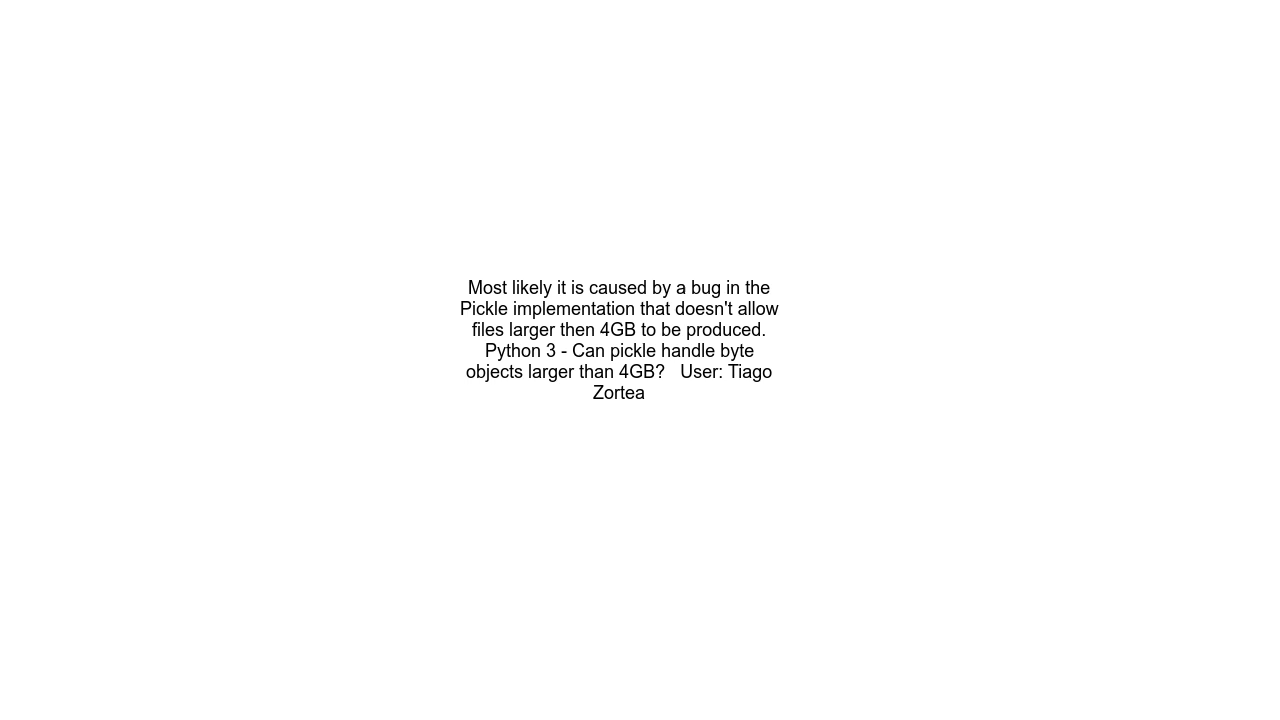 Most likely it is caused by a bug in the
Pickle implementation that doesn't allow
files larger then 4GB to be produced.
Python 3 - Can pickle handle byte
objects larger than 4GB?   User: Tiago
Zortea